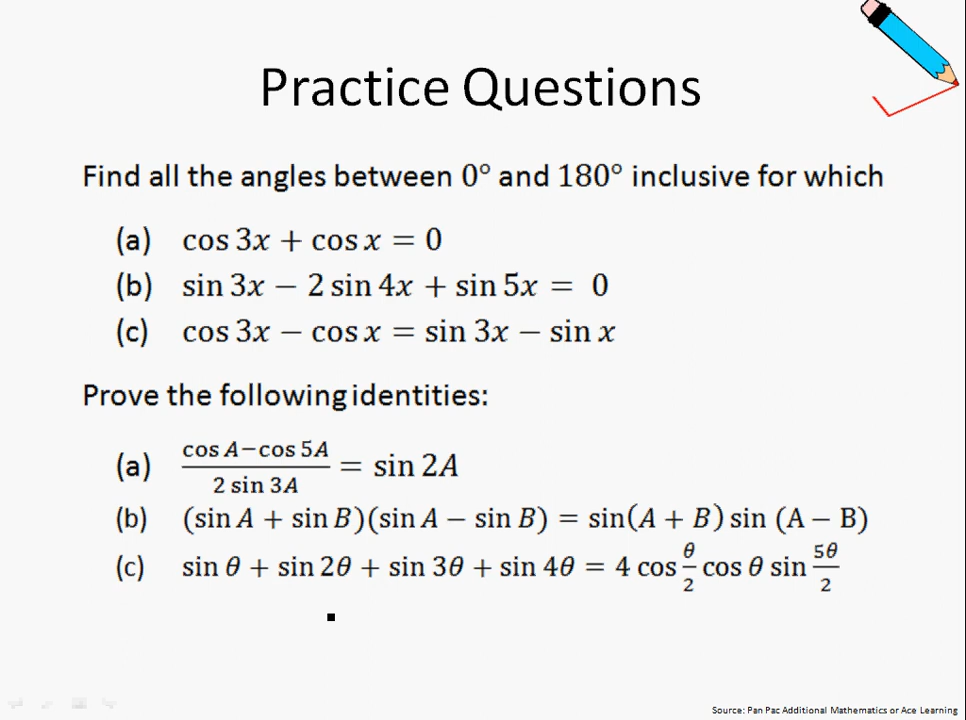 Practice Questions
Find all the angles between 0° and 180° inclusive for which
(a) cos 3x + cos x = 0
(b) sin 3x − 2 sin 4x + sin 5x = 0
(c) cos 3x − cos x = sin 3x − sin x
Prove the following identities:
(a) \frac{cos A−cos 5A}{2 sin 3A} = sin 2A
(b) (sin A + sin B)(sin A − sin B) = sin(A + B) sin (A − B)
(c) sin θ + sin 2θ + sin 3θ + sin 4θ = 4 cos \frac{θ}{2} cos θ sin \frac{5θ}{2}
Source: Pan Pac Additional Mathematics or Ace Learning